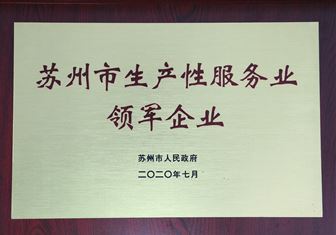 苏州市生产性服务业
领军企业
苏州市人民政府
二〇二〇年七月